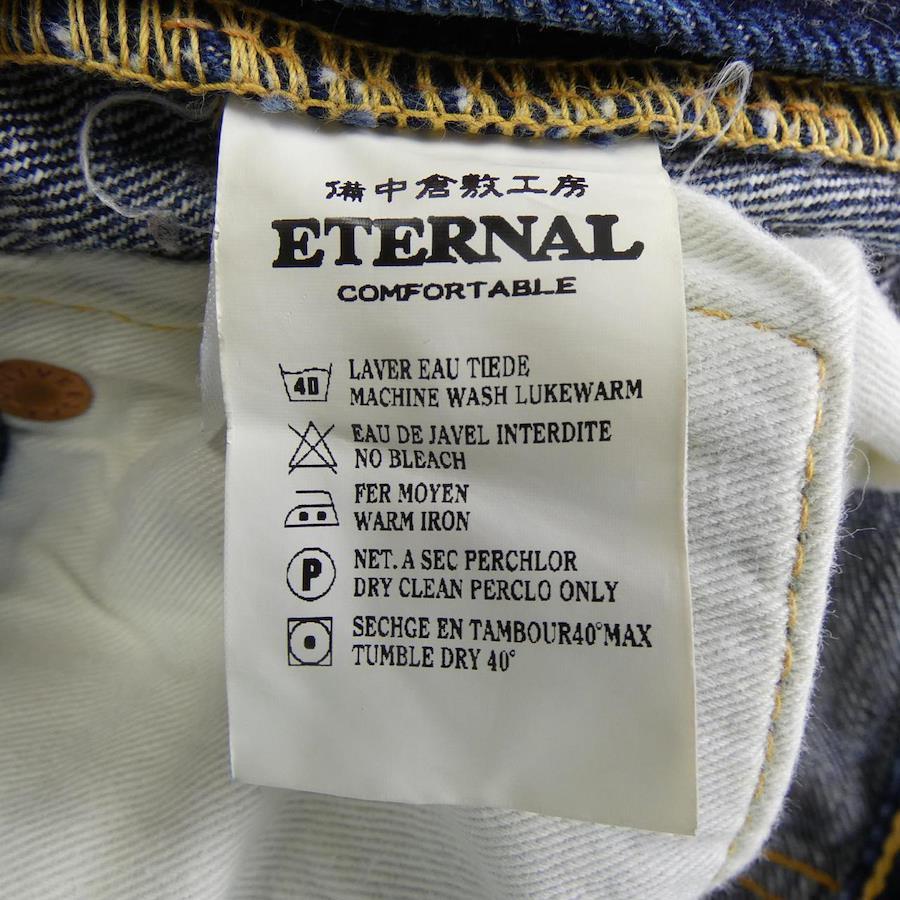 備中倉敷工房
ETERNAL
COMFORTABLE
40
LAVER EAU TIEDE
MACHINE WASH LUKEWARM
EAU DE JAVEL INTERDITE
NO BLEACH
FER MOYEN
WARM IRON
P
NET. A SEC PERCHLOR
DRY CLEAN PERCLO ONLY
SECHGE EN TAMBOUR40°MAX
TUMBLE DRY 40°